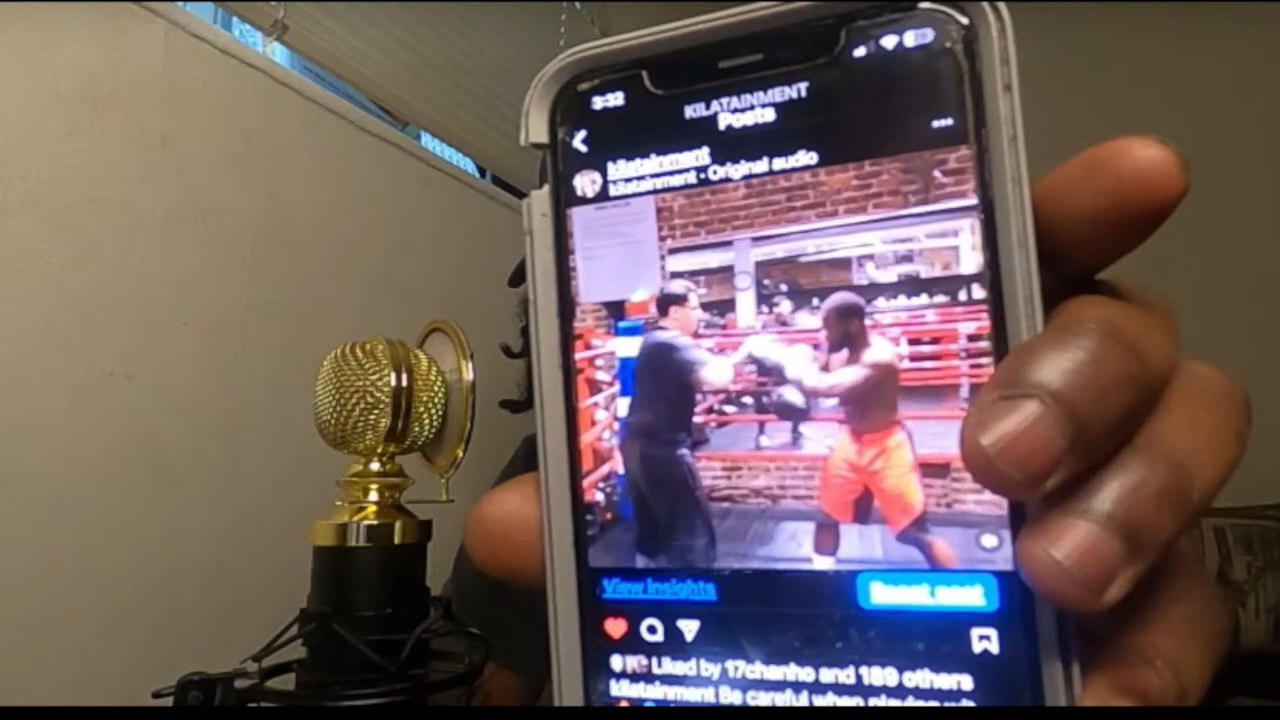 3:32
KILATAINMENT
Posts
kilatainment
kilatainment • Original audio
View Insights
Boost post
Liked by 17chanho and 189 others
kilatainment Be careful when playing wit